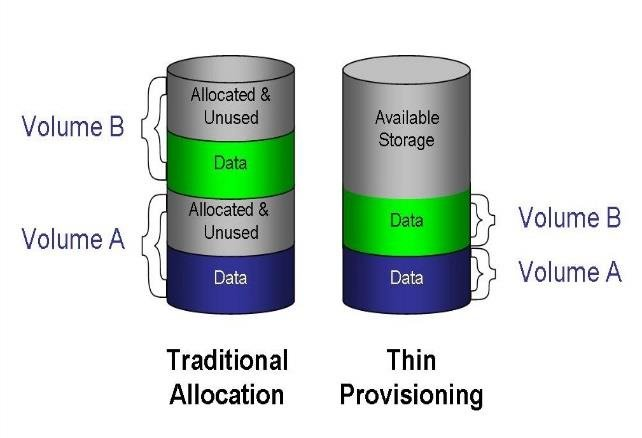 Volume B
Allocated &
Unused
Data
Volume A
Allocated &
Unused
Data
Traditional
Allocation
Available
Storage
Data
Volume B
Data
Volume A
Thin
Provisioning